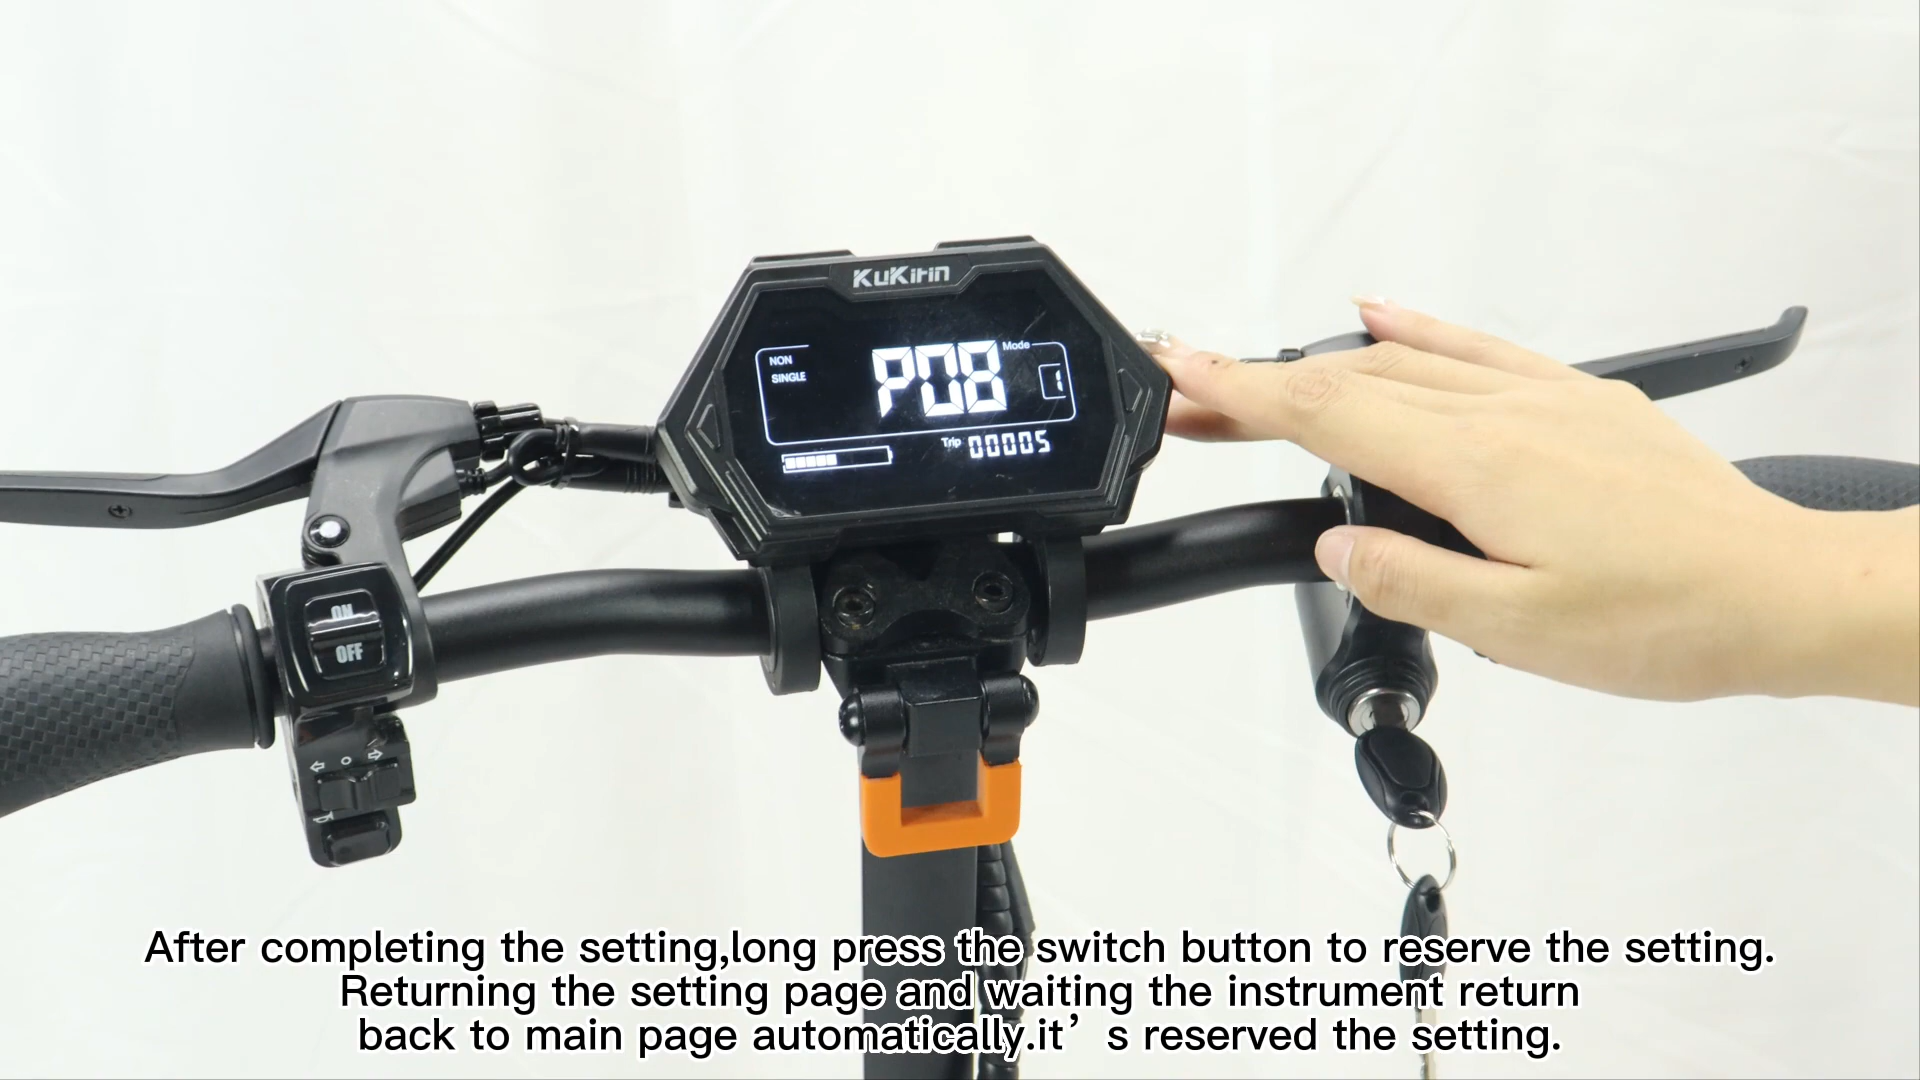 KuKirin
NON
SINGLE
P08
Mode
1
Trip 00005
ON
OFF
After completing the setting,long press the switch button to reserve the setting.
Returning the setting page and waiting the instrument return
back to main page automatically.it’s reserved the setting.